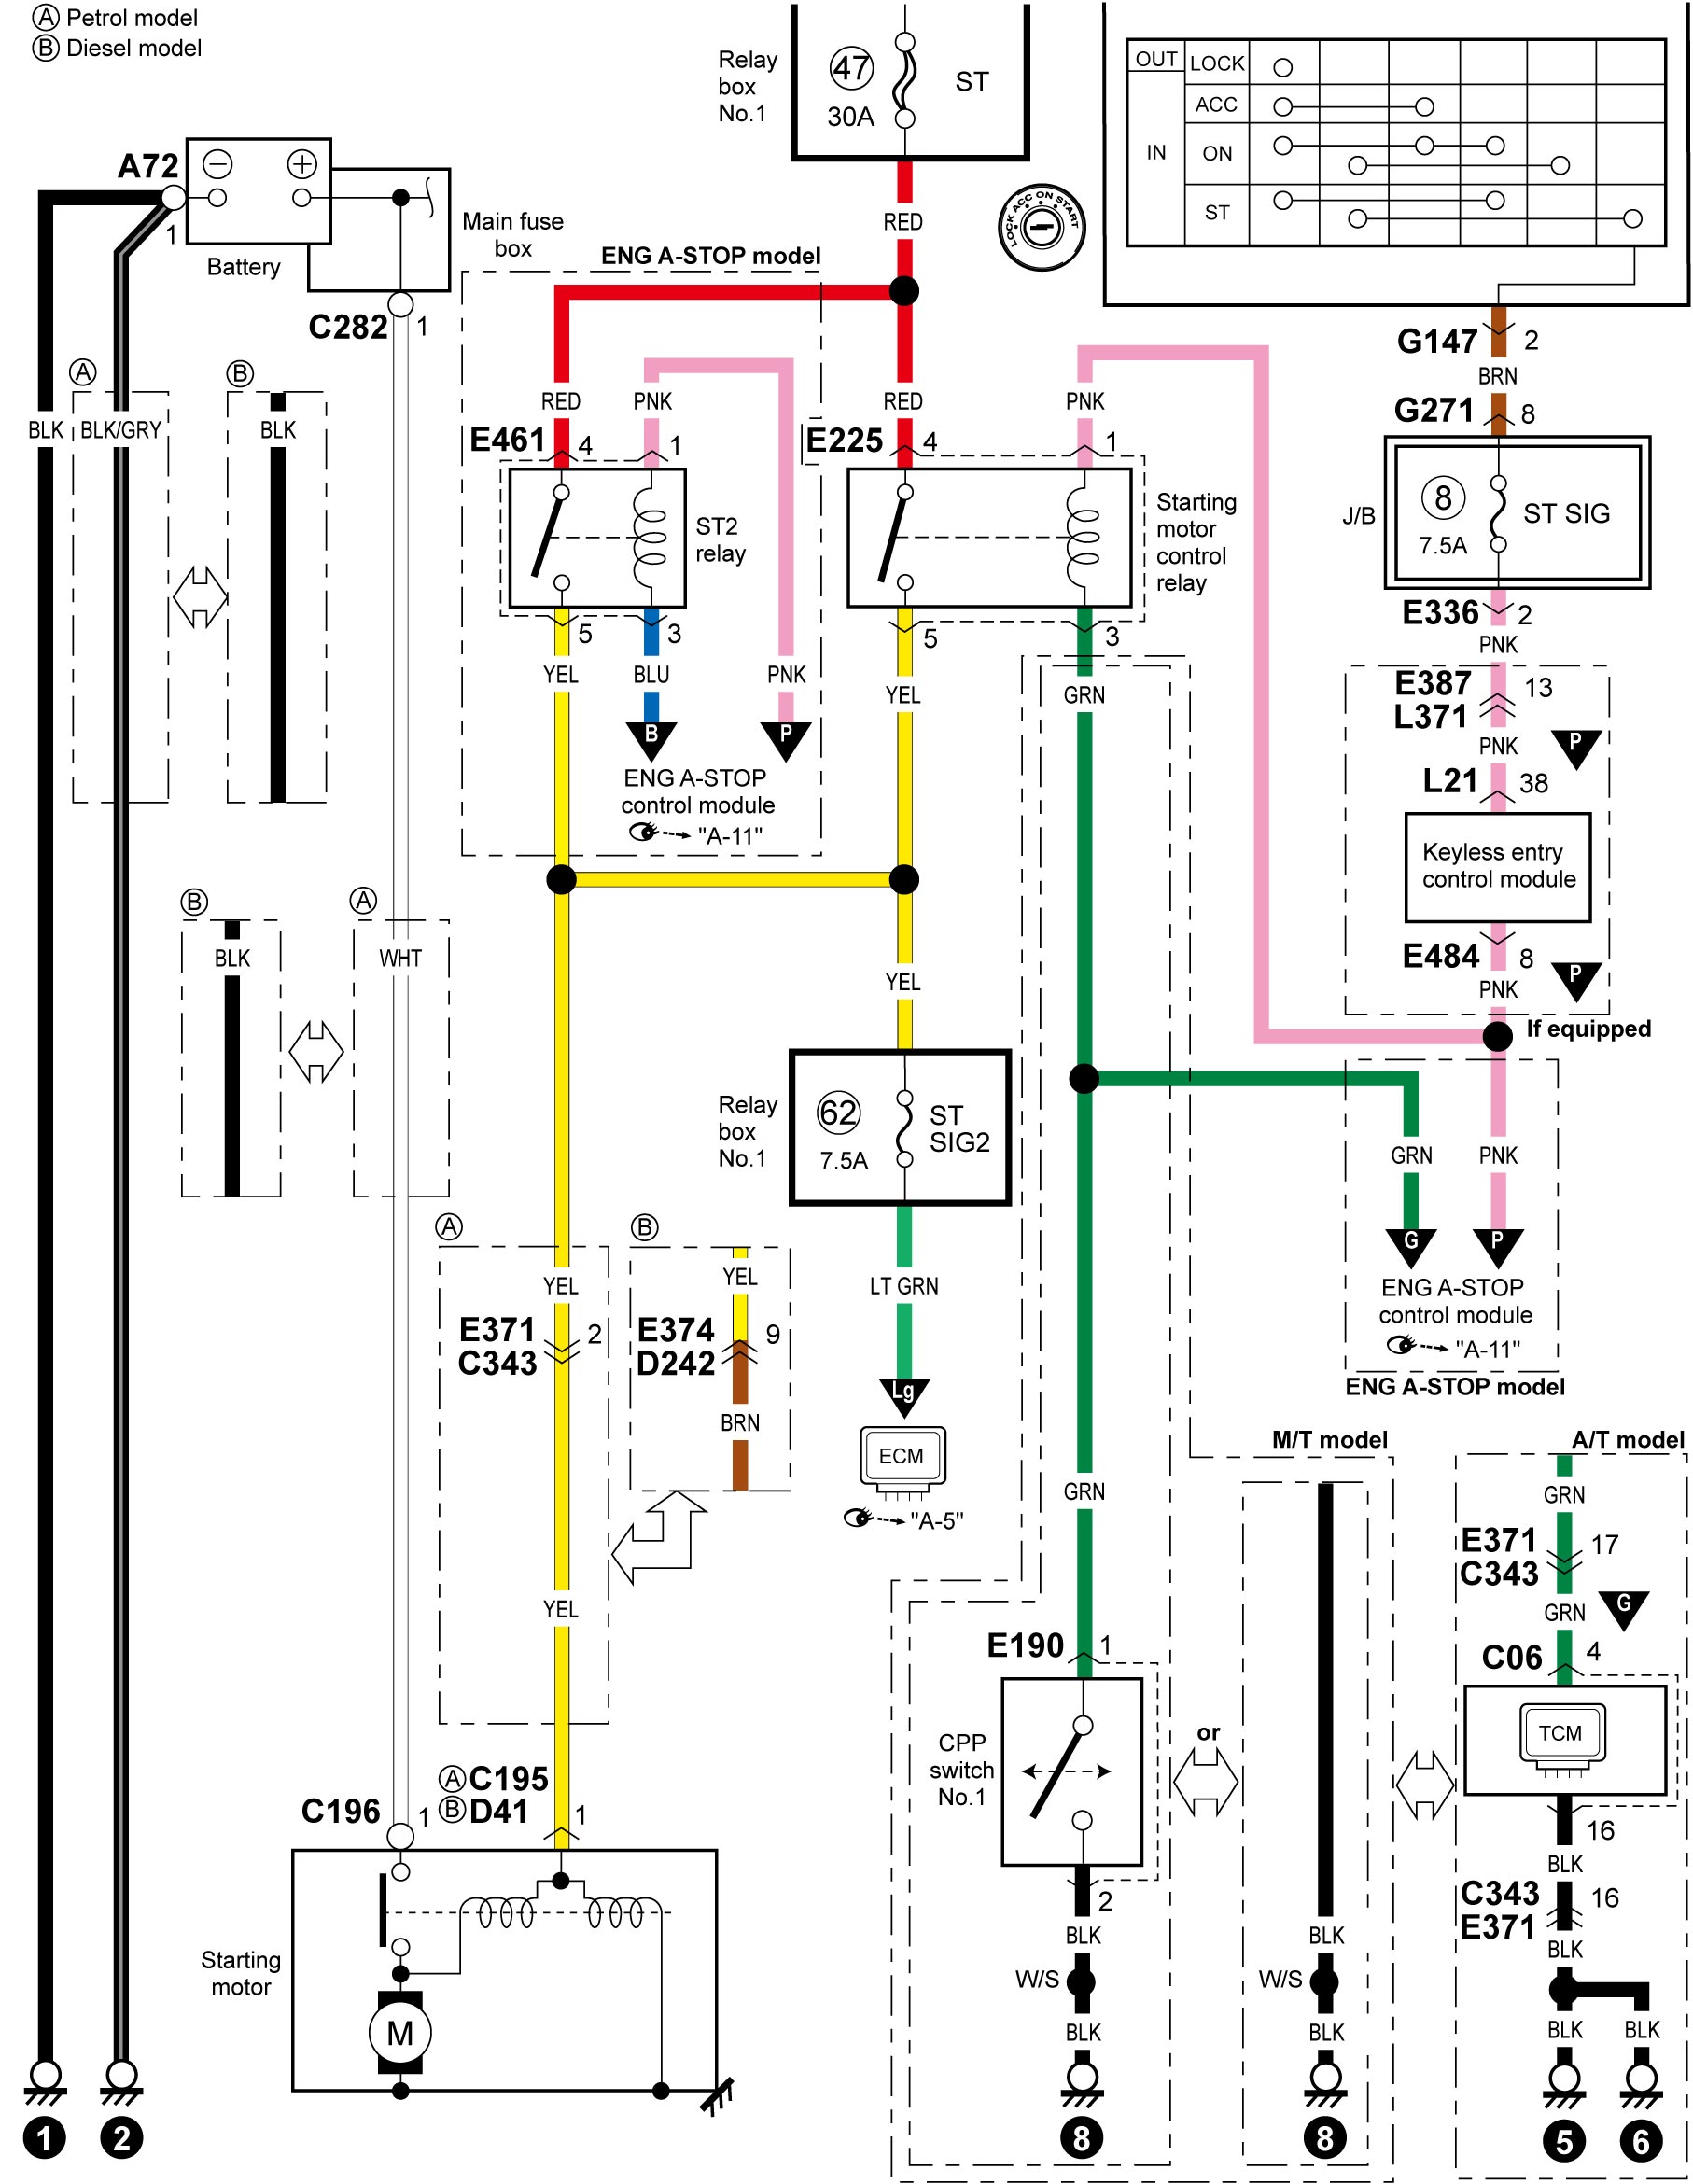 A Petrol model
B Diesel model
Relay
box
No.1
47
30A
ST
OUT
LOCK
ACC
IN
ON
ST
LOCK ACC ON START
A72
1
Battery
C282
1
Main fuse
box
ENG A-STOP model
RED
G147
2
BRN
G271
8
A
B
BLK
BLK/GRY
BLK
RED
PNK
RED
PNK
E461
4
1
E225
4
1
ST2
relay
Starting
motor
control
relay
J/B
8
7.5A
ST SIG
5
3
5
3
E336
2
PNK
YEL
BLU
PNK
YEL
GRN
B
P
ENG A-STOP
control module
"A-11"
E387
L371
13
PNK
P
L21
38
Keyless entry
control module
E484
8
PNK
P
If equipped
B
A
BLK
WHT
YEL
Relay
box
No.1
62
7.5A
ST
SIG2
GRN
PNK
G
P
ENG A-STOP
control module
"A-11"
ENG A-STOP model
A
B
YEL
YEL
E371
C343
2
E374
D242
9
BRN
LT GRN
Lg
ECM
"A-5"
M/T model
A/T model
GRN
GRN
E371
C343
17
GRN
G
YEL
E190
1
C06
4
CPP
switch
No.1
or
TCM
A C195
B D41
1
C196
1
2
16
BLK
BLK
BLK
C343
E371
16
BLK
W/S
W/S
BLK
BLK
BLK
BLK
Starting
motor
M
1
2
8
8
5
6